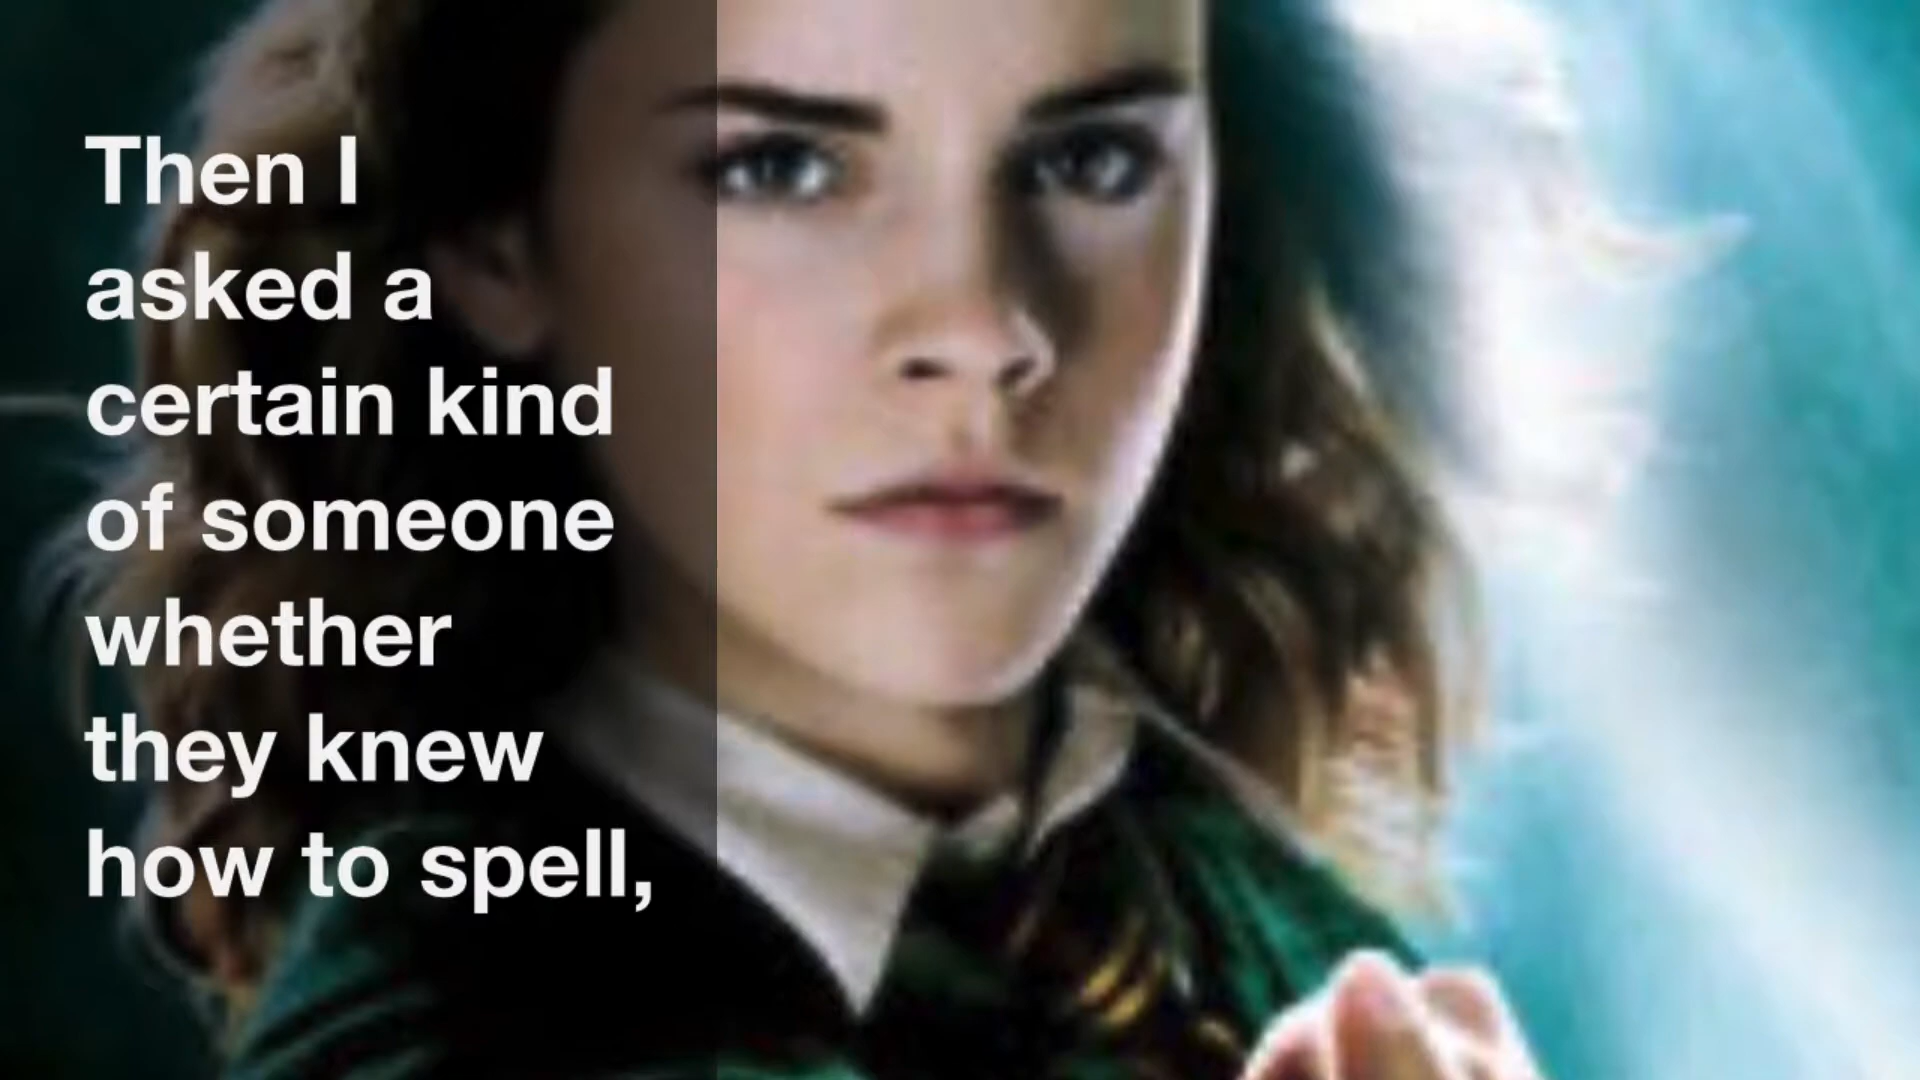 Then I
asked a
certain kind
of someone
whether
they knew
how to spell,